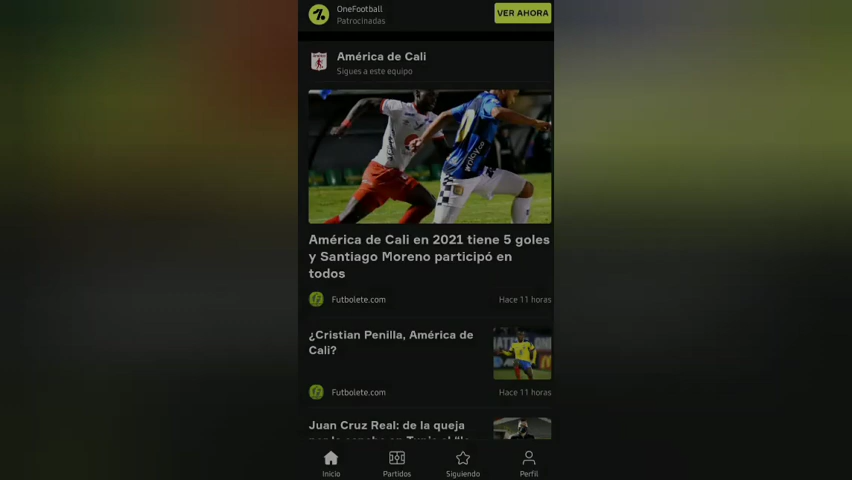 OneFootball
Patrocinadas
VER AHORA
América de Cali
Sigues a este equipo
América de Cali en 2021 tiene 5 goles
y Santiago Moreno participó en
todos
Futbolete.com
Hace 11 horas
¿Cristian Penilla, América de
Cali?
Futbolete.com
Hace 11 horas
Juan Cruz Real: de la queja
Inicio
Partidos
Siguiendo
Perfil